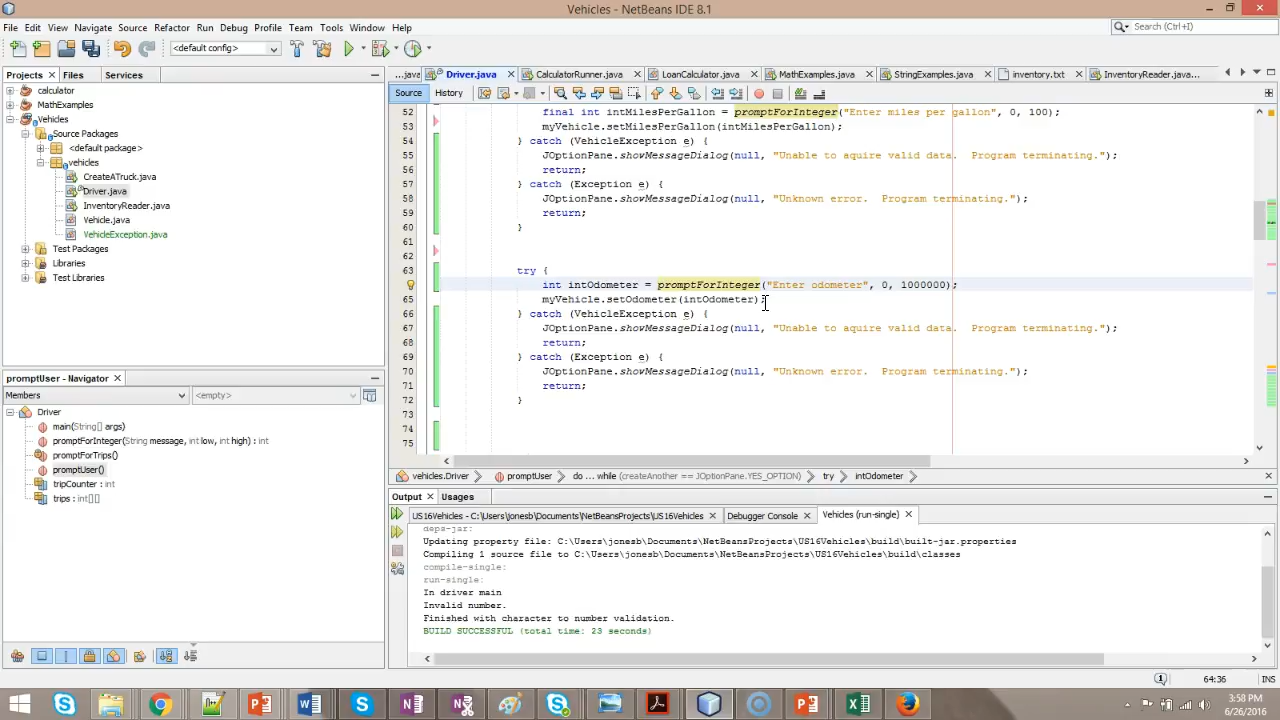 Vehicles - NetBeans IDE 8.1
File Edit View Navigate Source Refactor Run Debug Profile Team Tools Window Help
Search (Ctrl+I)
<default config>
Projects Files Services
calculator
MathExamples
Vehicles
Source Packages
<default package>
vehicles
CreateATruck.java
Driver.java
InventoryReader.java
Vehicle.java
VehicleException.java
Test Packages
Libraries
Test Libraries
promptUser - Navigator
Members <empty>
Driver
main(String[] args)
promptForInteger(String message, int low, int high) : int
promptForTrips()
promptUser()
tripCounter : int
trips : int[][]
...java Driver.java CalculatorRunner.java LoanCalculator.java MathExamples.java StringExamples.java inventory.txt InventoryReader.java...
Source History
52 final int intMilesPerGallon = promptForInteger("Enter miles per gallon", 0, 100);
53 myVehicle.setMilesPerGallon(intMilesPerGallon);
54 } catch (VehicleException e) {
55 JOptionPane.showMessageDialog(null, "Unable to aquire valid data.  Program terminating.");
56 return;
57 } catch (Exception e) {
58 JOptionPane.showMessageDialog(null, "Unknown error.  Program terminating.");
59 return;
60 }
61
62
63 try {
int intOdometer = promptForInteger("Enter odometer", 0, 1000000);
65 myVehicle.setOdometer(intOdometer);
66 } catch (VehicleException e) {
67 JOptionPane.showMessageDialog(null, "Unable to aquire valid data.  Program terminating.");
68 return;
69 } catch (Exception e) {
70 JOptionPane.showMessageDialog(null, "Unknown error.  Program terminating.");
71 return;
72 }
73
74
75
vehicles.Driver promptUser do ... while (createAnother == JOptionPane.YES_OPTION) try intOdometer
Output Usages
US16Vehicles - C:\Users\jonesb\Documents\NetBeansProjects\US16Vehicles Debugger Console Vehicles (run-single)
deps-jar:
Updating property file: C:\Users\jonesb\Documents\NetBeansProjects\US16Vehicles\build\built-jar.properties
Compiling 1 source file to C:\Users\jonesb\Documents\NetBeansProjects\US16Vehicles\build\classes
compile-single:
run-single:
In driver main
Invalid number.
Finished with character to number validation.
BUILD SUCCESSFUL (total time: 23 seconds)
64:36 INS
3:58 PM
6/26/2016